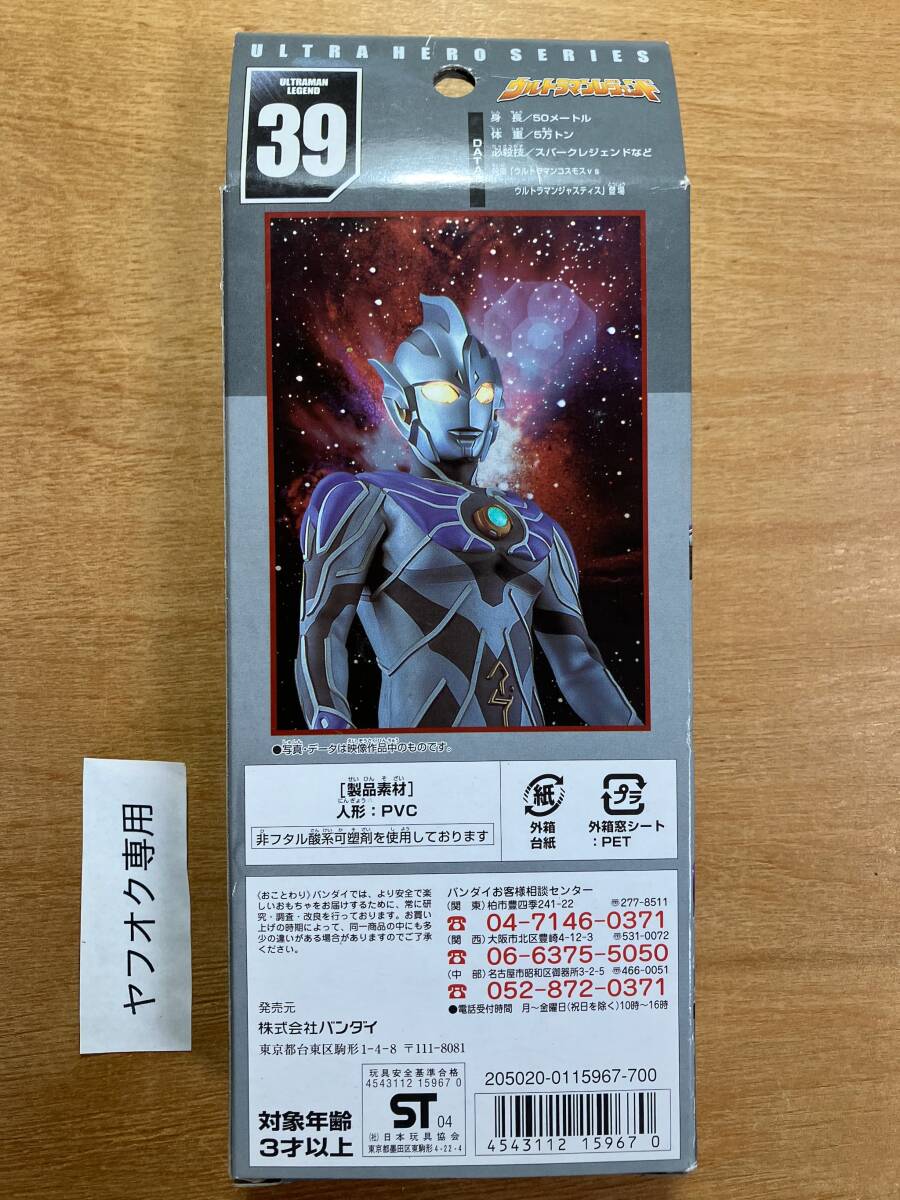 ULTRA HERO SERIES
ULTRAMAN
LEGEND
39
ウルトラマンレジェンド
DATA
身長/50メートル
体重/5万トン
必殺技/スパークレジェンドなど
「ウルトラマンコスモスvs
ウルトラマンジャスティス」登場
●写真・データは映像作品中のものです。
[製品素材]
人形:PVC
非フタル酸系可塑剤を使用しております
紙
外箱
台紙
プラ
外箱窓シート
:PET
〈おことわり〉バンダイでは、より安全で楽
しいおもちゃをお届けするために、常に研
究・調査・改良を行っております。お買い
上げの時期によって、同一商品の中にも多
少の違いがある場合がありますのでご了承
ください。
発売元
株式会社バンダイ
東京都台東区駒形1-4-8 〒111-8081
バンダイお客様相談センター
(関 東)柏市豊四季241-22 〒277-8511
☎ 04-7146-0371
(関 西)大阪市北区豊崎4-12-3 〒531-0072
☎ 06-6375-5050
(中 部)名古屋市昭和区御器所3-2-5 〒466-0051
☎ 052-872-0371
●電話受付時間 月〜金曜日(祝日を除く)10時〜16時
対象年齢
3才以上
玩具安全基準合格
4543112 15967 0
ST 04
(社)日本玩具協会
東京都墨田区東駒形4-22-4
205020-0115967-700
4543112 159670
ヤフオク専用